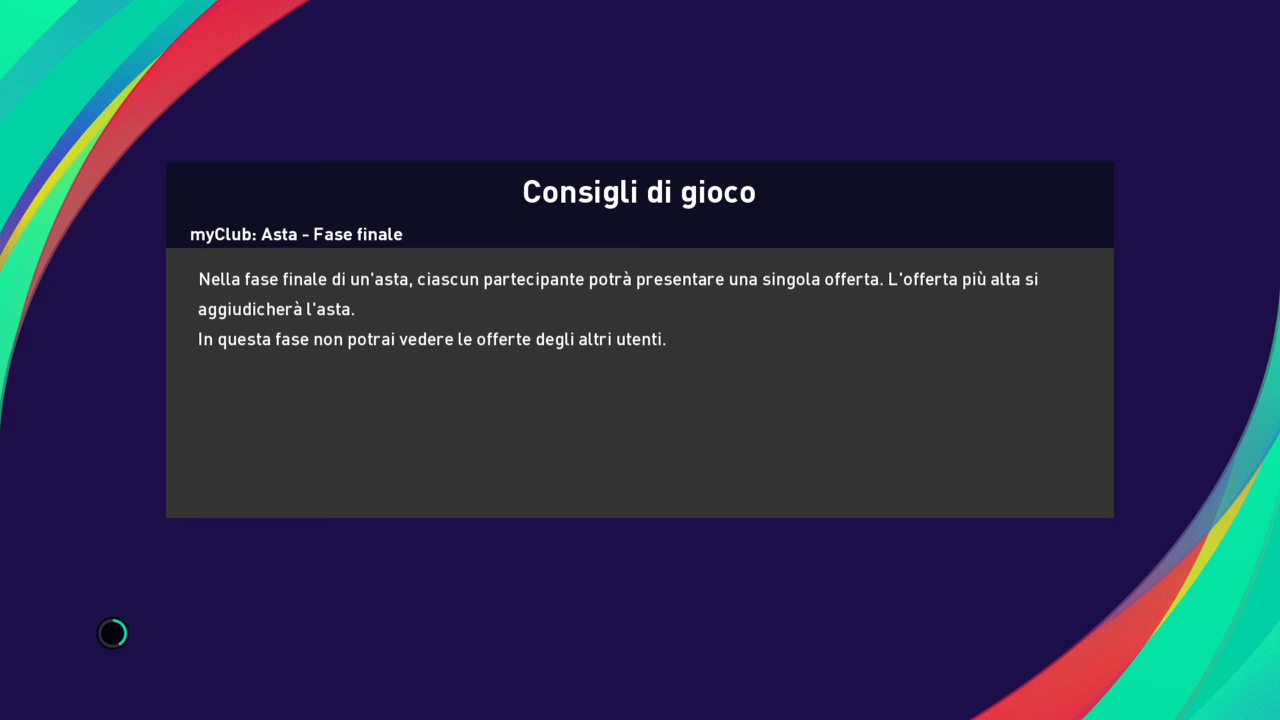 Consigli di gioco
myClub: Asta - Fase finale
Nella fase finale di un'asta, ciascun partecipante potrà presentare una singola offerta. L'offerta più alta si
aggiudicherà l'asta.
In questa fase non potrai vedere le offerte degli altri utenti.